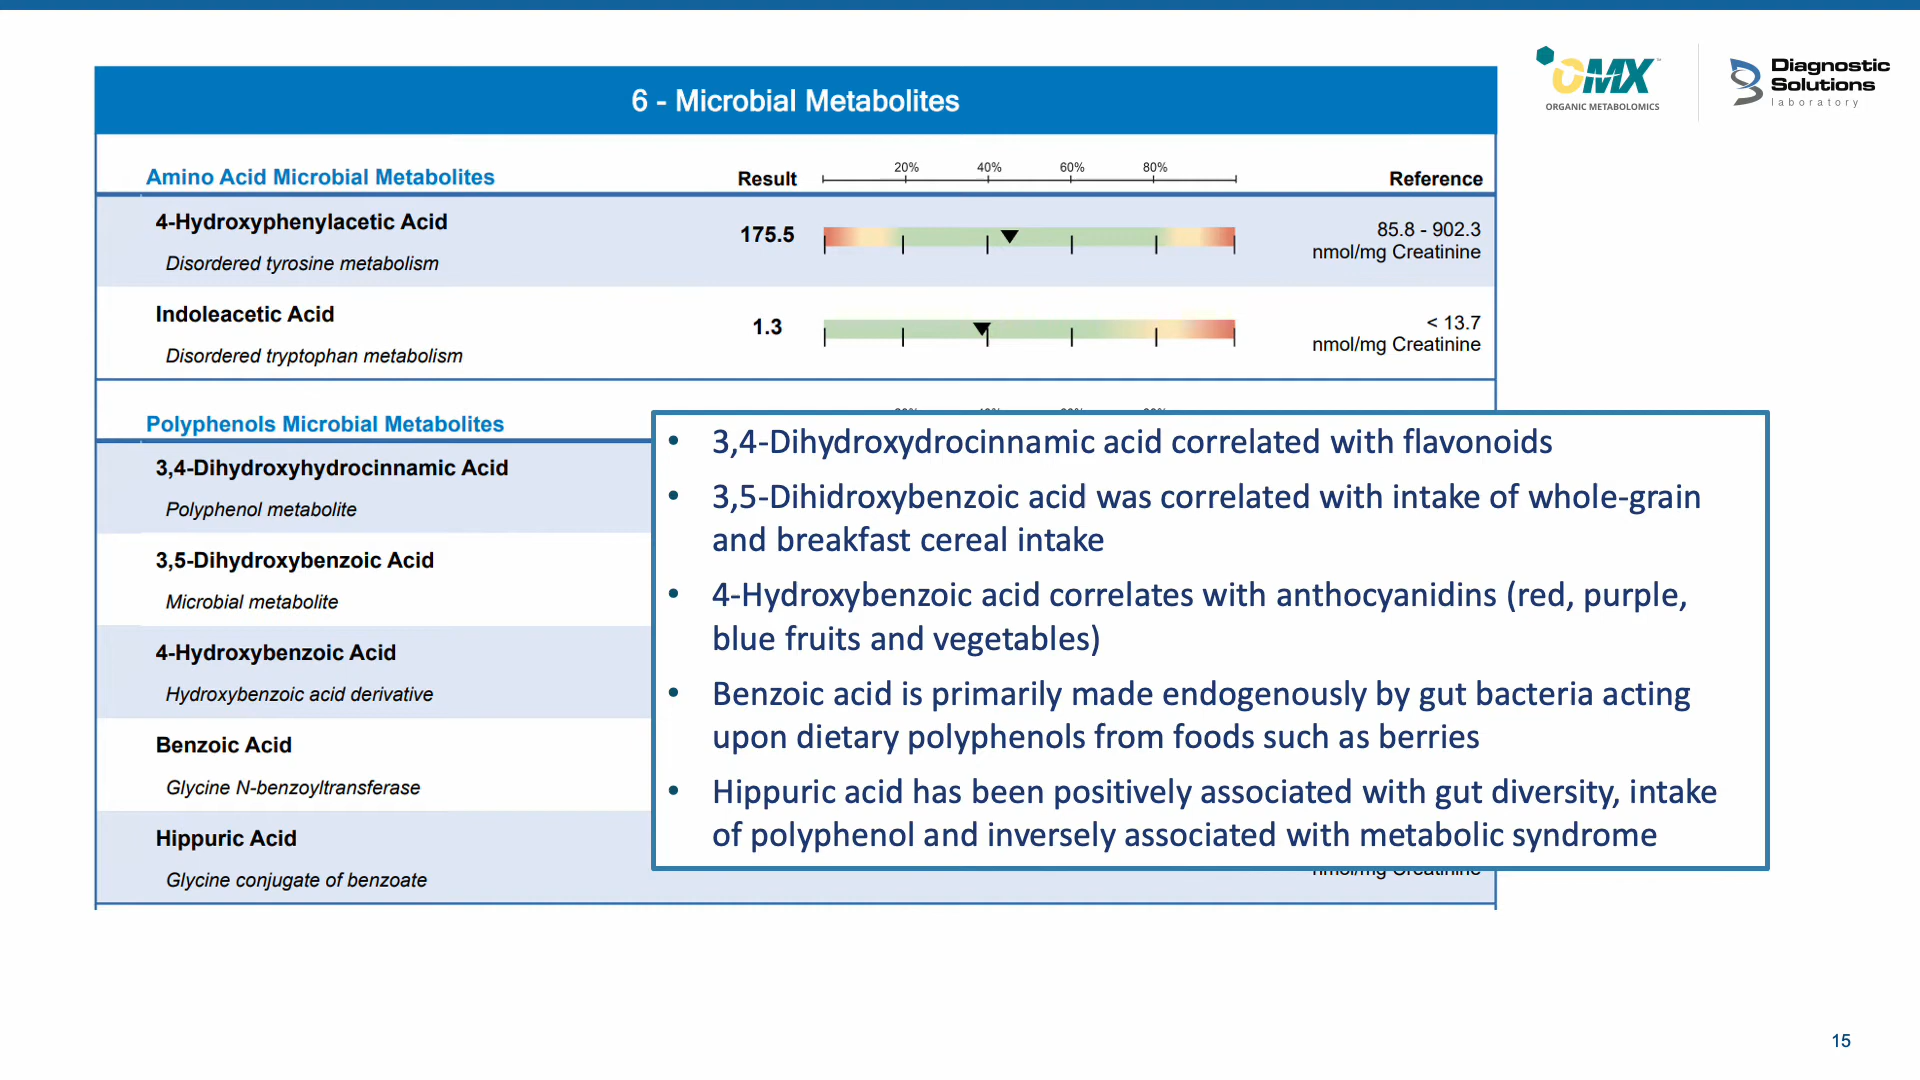 OMX™
ORGANIC METABOLOMICS
Diagnostic
Solutions
laboratory
6 - Microbial Metabolites
Amino Acid Microbial Metabolites Result 20% 40% 60% 80% Reference
4-Hydroxyphenylacetic Acid 175.5 85.8 - 902.3
Disordered tyrosine metabolism nmol/mg Creatinine
Indoleacetic Acid 1.3 < 13.7
Disordered tryptophan metabolism nmol/mg Creatinine
Polyphenols Microbial Metabolites
3,4-Dihydroxyhydrocinnamic Acid
Polyphenol metabolite
3,5-Dihydroxybenzoic Acid
Microbial metabolite
4-Hydroxybenzoic Acid
Hydroxybenzoic acid derivative
Benzoic Acid
Glycine N-benzoyltransferase
Hippuric Acid
Glycine conjugate of benzoate
• 3,4-Dihydroxydrocinnamic acid correlated with flavonoids
• 3,5-Dihidroxybenzoic acid was correlated with intake of whole-grain
and breakfast cereal intake
• 4-Hydroxybenzoic acid correlates with anthocyanidins (red, purple,
blue fruits and vegetables)
• Benzoic acid is primarily made endogenously by gut bacteria acting
upon dietary polyphenols from foods such as berries
• Hippuric acid has been positively associated with gut diversity, intake
of polyphenol and inversely associated with metabolic syndrome
nmol/mg Creatinine
15